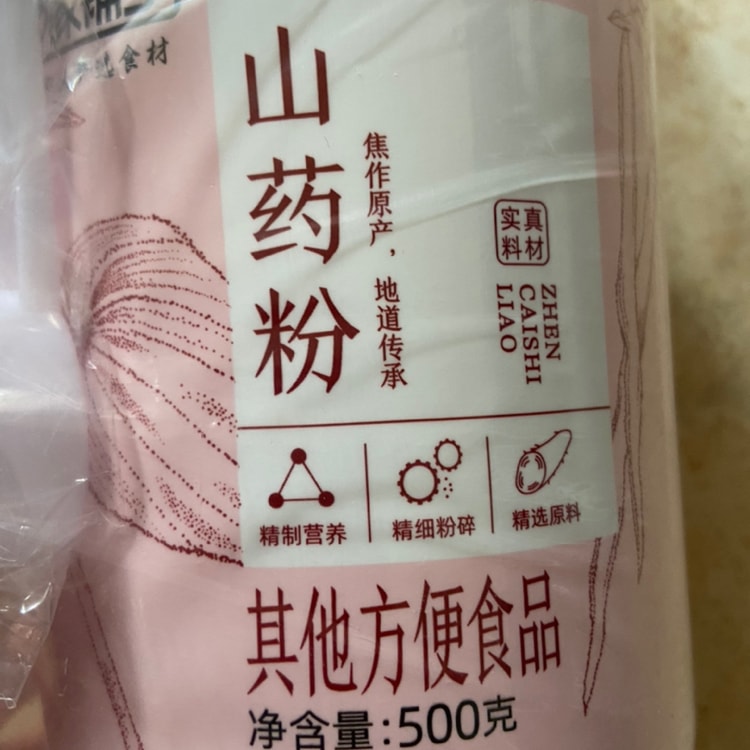 食材
山药粉
焦作原产，地道传承
真材
实料
ZHEN
CAISHI
LIAO
精制营养
精细粉碎
精选原料
其他方便食品
净含量:500克